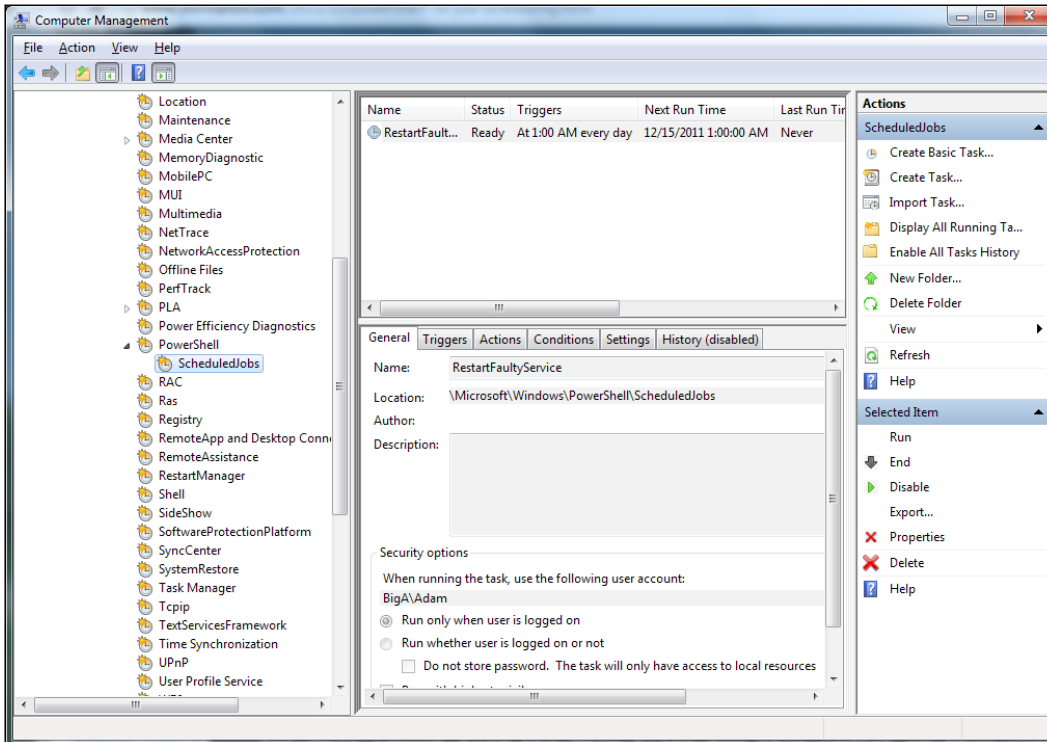 Computer Management
File Action View Help
Location
Maintenance
Media Center
MemoryDiagnostic
MobilePC
MUI
Multimedia
NetTrace
NetworkAccessProtection
Offline Files
PerfTrack
PLA
Power Efficiency Diagnostics
PowerShell
ScheduledJobs
RAC
Ras
Registry
RemoteApp and Desktop Conn
RemoteAssistance
RestartManager
Shell
SideShow
SoftwareProtectionPlatform
SyncCenter
SystemRestore
Task Manager
Tcpip
TextServicesFramework
Time Synchronization
UPnP
User Profile Service
Name Status Triggers Next Run Time Last Run Tir
RestartFault... Ready At 1:00 AM every day 12/15/2011 1:00:00 AM Never
General Triggers Actions Conditions Settings History (disabled)
Name: RestartFaultyService
Location: \Microsoft\Windows\PowerShell\ScheduledJobs
Author:
Description:
Security options
When running the task, use the following user account:
BigA\Adam
Run only when user is logged on
Run whether user is logged on or not
Do not store password. The task will only have access to local resources
Actions
ScheduledJobs
Create Basic Task...
Create Task...
Import Task...
Display All Running Ta...
Enable All Tasks History
New Folder...
Delete Folder
View
Refresh
Help
Selected Item
Run
End
Disable
Export...
Properties
Delete
Help